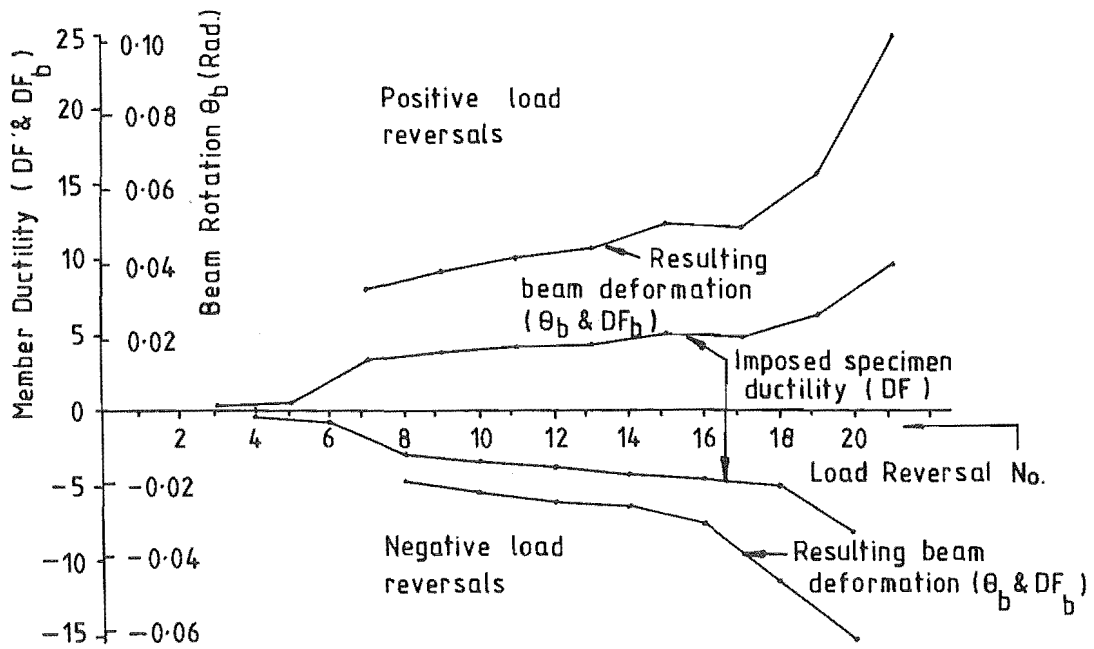 Member Ductility (DF & DF_b)
Beam Rotation θ_b (Rad.)
25
20
15
10
5
0
-5
-10
-15
0·10
0·08
0·06
0·04
0·02
-0·02
-0·04
-0·06
Positive load
reversals
Resulting
beam deformation
(θ_b & DF_b)
Imposed specimen
ductility (DF)
2 4 6 8 10 12 14 16 18 20
Load Reversal No.
Negative load
reversals
Resulting beam
deformation (θ_b & DF_b)